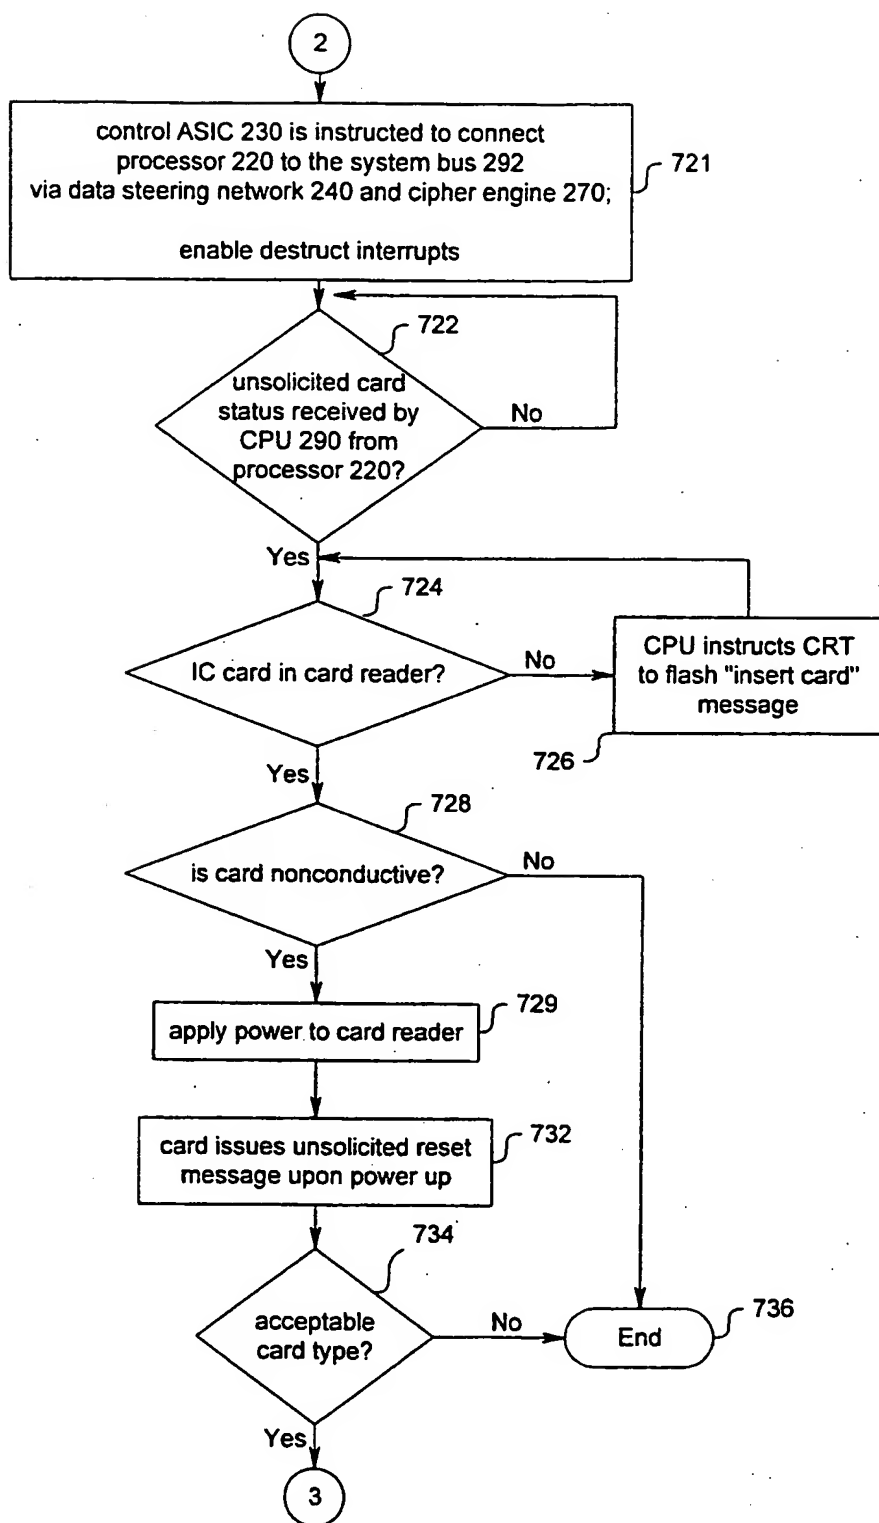 2
control ASIC 230 is instructed to connect
processor 220 to the system bus 292
via data steering network 240 and cipher engine 270;
enable destruct interrupts
721
722
unsolicited card
status received by
CPU 290 from
processor 220?
No
Yes
724
IC card in card reader?
No
CPU instructs CRT
to flash "insert card"
message
726
Yes
728
is card nonconductive?
No
Yes
729
apply power to card reader
732
card issues unsolicited reset
message upon power up
734
acceptable
card type?
No
End
736
Yes
3